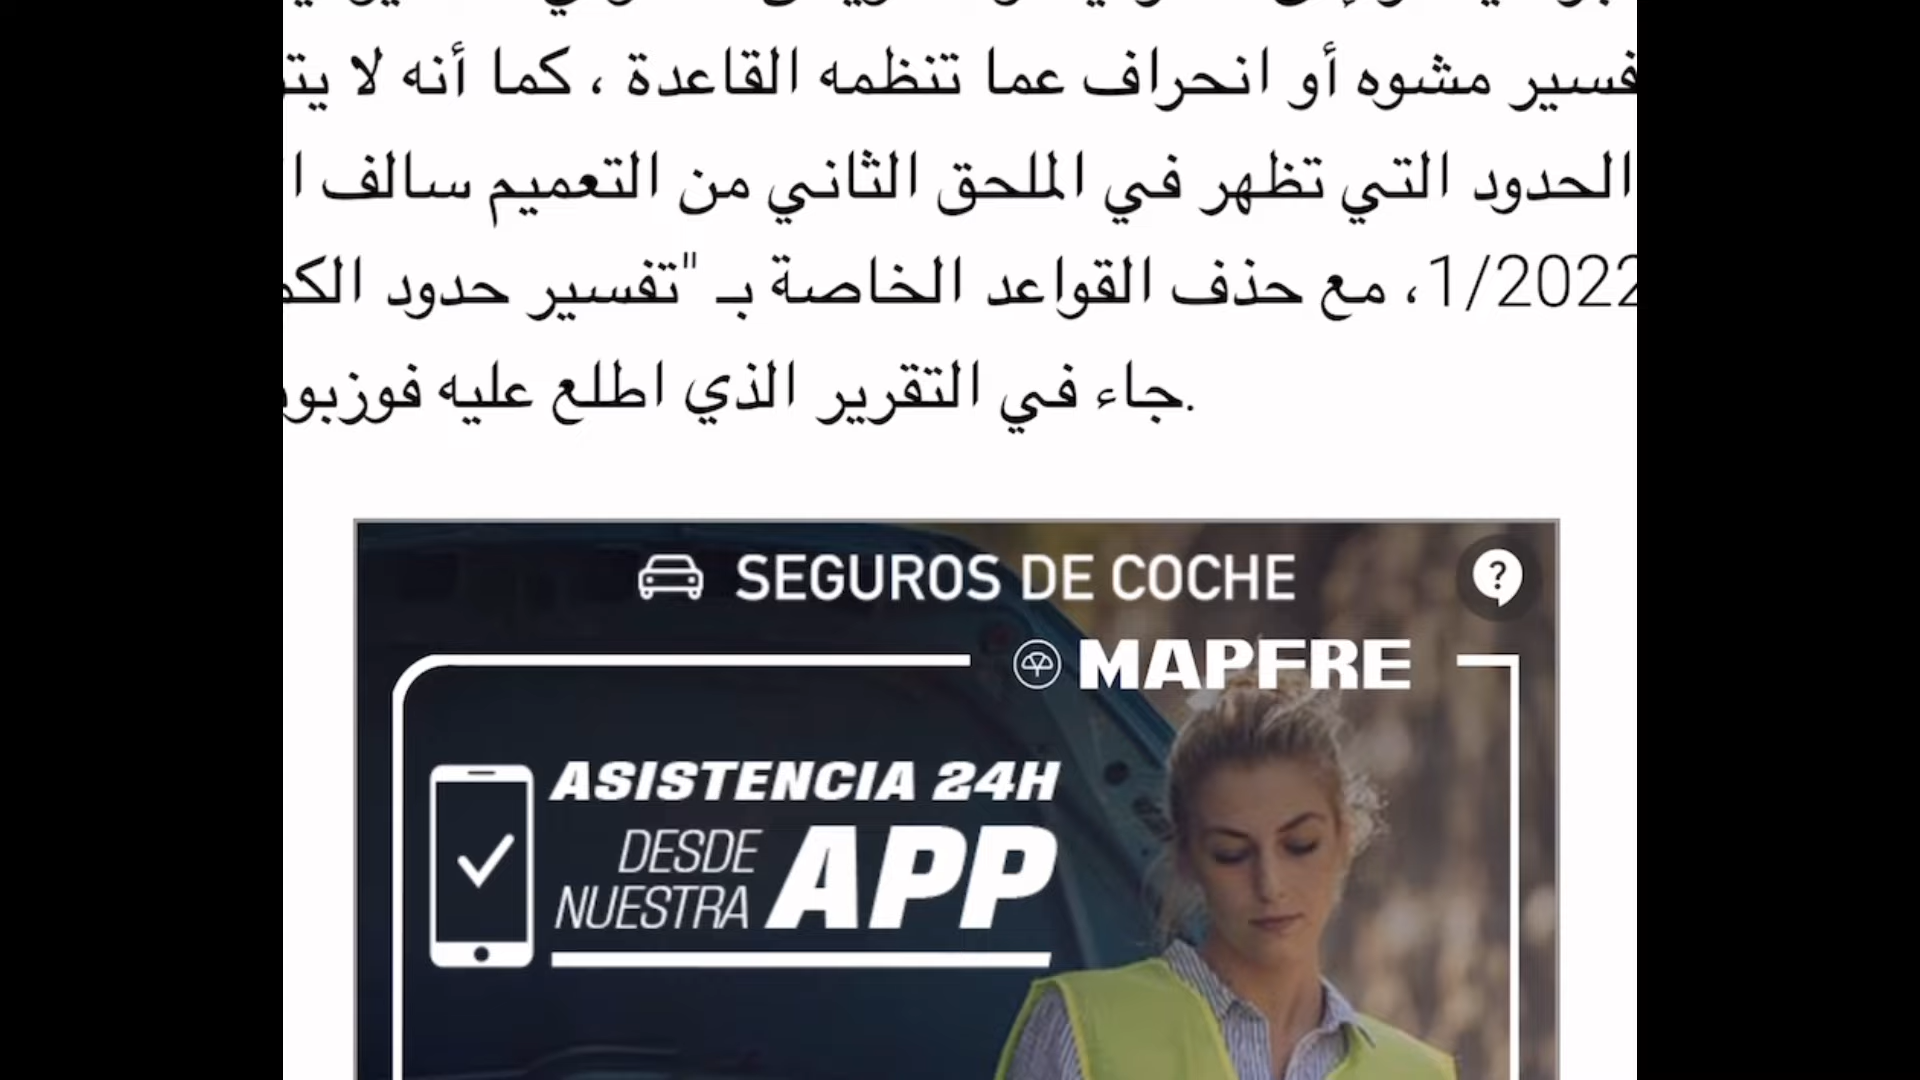 فسير مشوه أو انحراف عما تنظمه القاعدة ، كما أنه لا
الحدود التي تظهر في الملحق الثاني من التعميم سالف
1/2022، مع حذف القواعد الخاصة بـ "تفسير حدود
جاء في التقرير الذي اطلع عليه.
SEGUROS DE COCHE
?
MAPFRE
ASISTENCIA 24H
DESDE
NUESTRA
APP